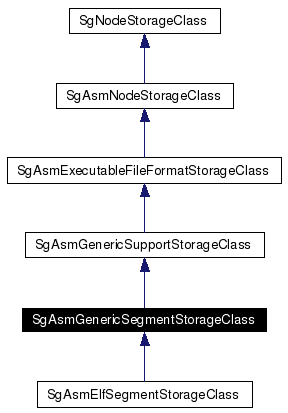 SgNodeStorageClass
SgAsmNodeStorageClass
SgAsmExecutableFileFormatStorageClass
SgAsmGenericSupportStorageClass
SgAsmGenericSegmentStorageClass
SgAsmElfSegmentStorageClass